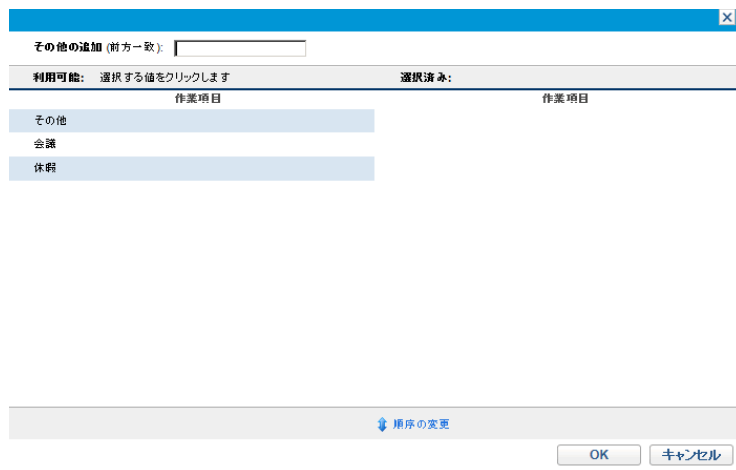 その他の追加 (前方一致):
利用可能: 選択する値をクリックします 選択済み:
作業項目 作業項目
その他
会議
休暇
順序の変更
OK キャンセル